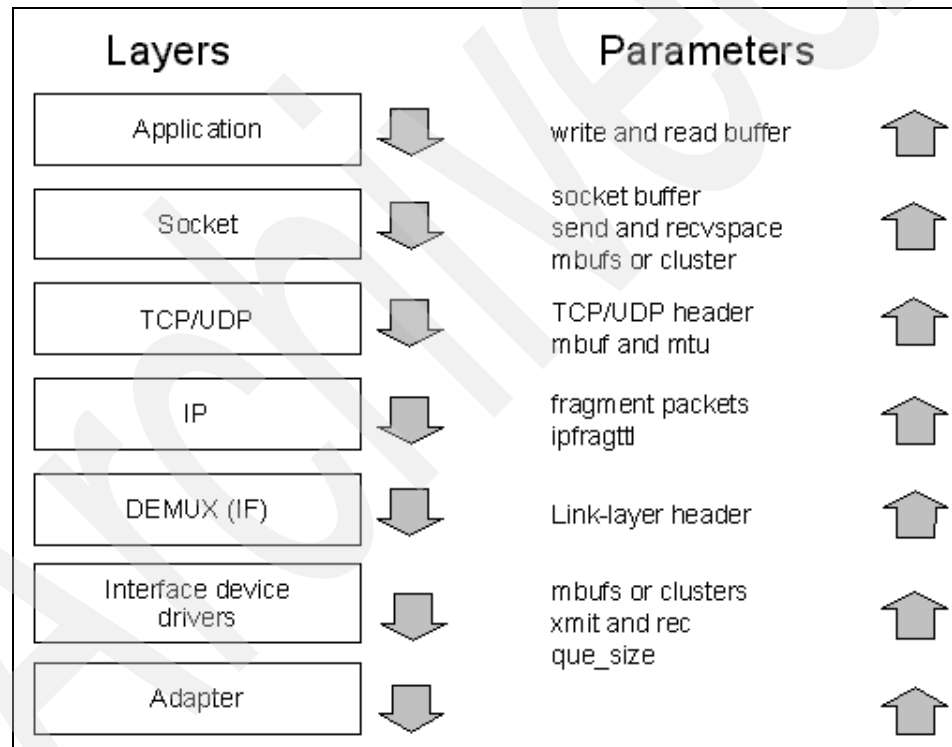 Layers
Parameters
Application
write and read buffer
Socket
socket buffer
send and recvspace
mbufs or cluster
TCP/UDP
TCP/UDP header
mbuf and mtu
IP
fragment packets
ipfragttl
DEMUX (IF)
Link-layer header
Interface device
drivers
mbufs or clusters
xmit and rec
que_size
Adapter
Archived